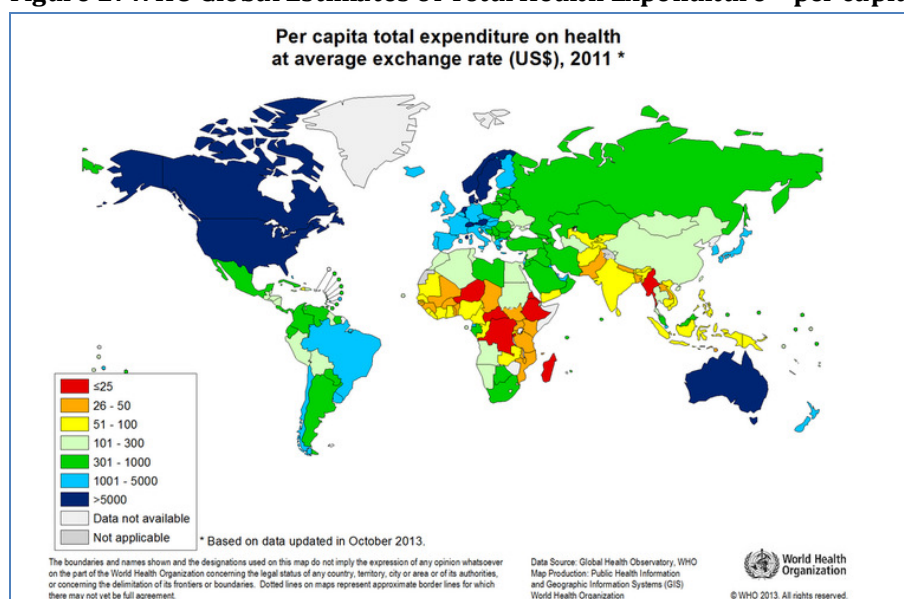 Per capita total expenditure on health
at average exchange rate (US$), 2011 *
≤25
26 - 50
51 - 100
101 - 300
301 - 1000
1001 - 5000
>5000
Data not available
Not applicable
* Based on data updated in October 2013.
The boundaries and names shown and the designations used on this map do not imply the expression of any opinion whatsoever
on the part of the World Health Organization concerning the legal status of any country, territory, city or area or of its authorities,
or concerning the delimitation of its frontiers or boundaries. Dotted lines on maps represent approximate border lines for which
there may not yet be full agreement.
Data Source: Global Health Observatory, WHO
Map Production: Public Health Information
and Geographic Information Systems (GIS)
World Health Organization
World Health
Organization
© WHO 2013. All rights reserved.